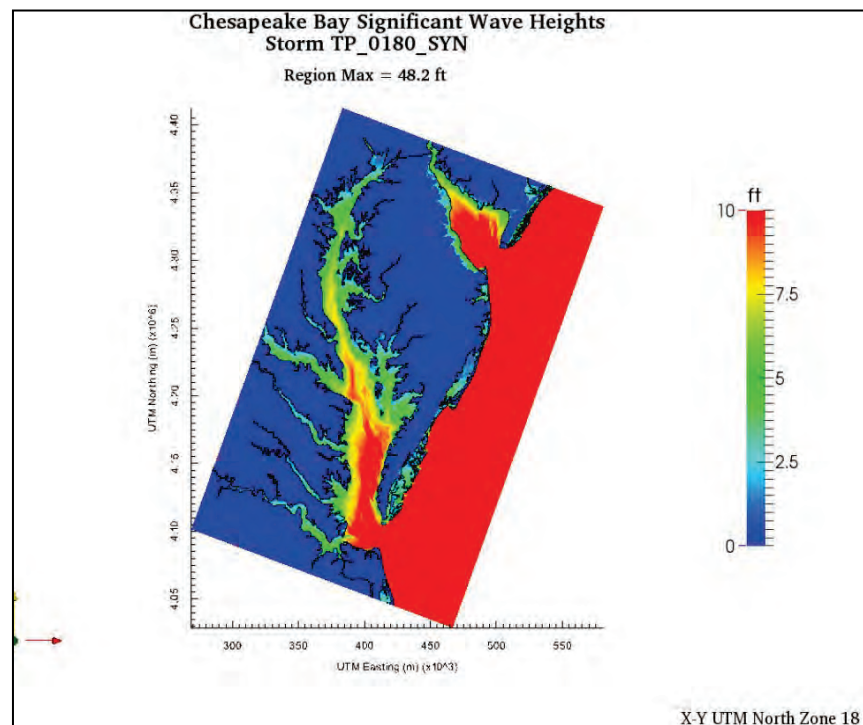 Chesapeake Bay Significant Wave Heights
Storm TP_0180_SYN
Region Max = 48.2 ft
4.40
4.35
4.30
4.25
4.20
4.15
4.10
4.05
UTM Northing (m) (x10^6)
300
350
400
450
500
550
UTM Easting (m) (x10^3)
ft
10
7.5
5
2.5
0
X-Y UTM North Zone 18